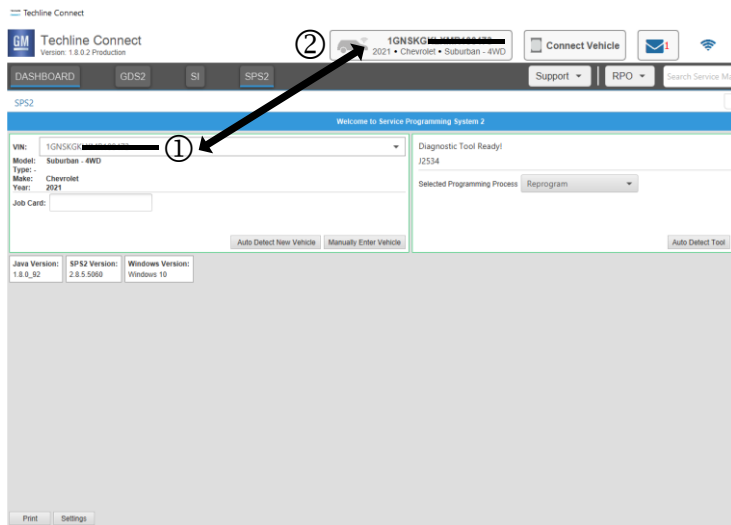 Techline Connect
GM
Techline Connect
Version: 1.8.0.2 Production
②
2021 • Chevrolet • Suburban - 4WD
Connect Vehicle
1
DASHBOARD GDS2 SI SPS2
Support RPO Search Service Ma
SPS2
Welcome to Service Programming System 2
VIN: 1GNSKGK
①
Model: Suburban - 4WD
Type: -
Make: Chevrolet
Year: 2021
Job Card:
Auto Detect New Vehicle Manually Enter Vehicle
Diagnostic Tool Ready!
J2534
Selected Programming Process Reprogram
Auto Detect Tool
Java Version: SPS2 Version: Windows Version:
1.8.0_92 2.8.5.5060 Windows 10
Print Settings